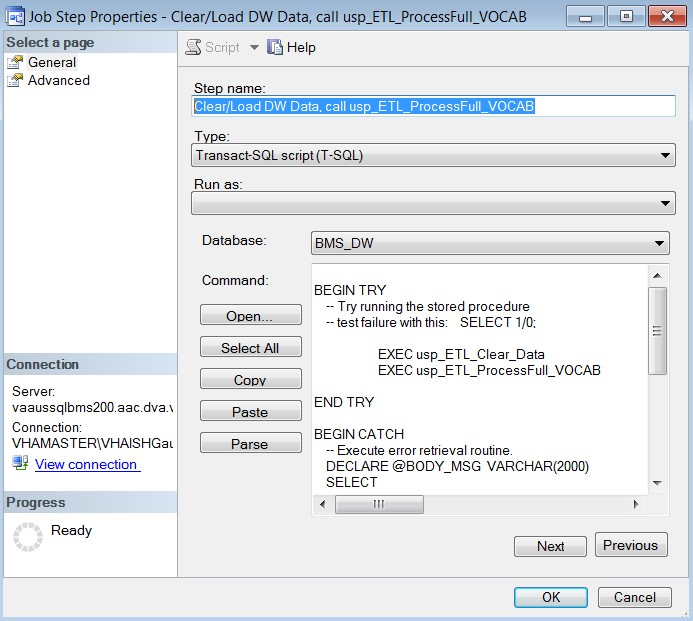 Job Step Properties - Clear/Load DW Data, call usp_ETL_ProcessFull_VOCAB
Select a page
General
Advanced
Script
Help
Step name:
Clear/Load DW Data, call usp_ETL_ProcessFull_VOCAB
Type:
Transact-SQL script (T-SQL)
Run as:
Database:
BMS_DW
Command:
Open...
Select All
Copy
Paste
Parse
BEGIN TRY
-- Try running the stored procedure
-- test failure with this: SELECT 1/0;
EXEC usp_ETL_Clear_Data
EXEC usp_ETL_ProcessFull_VOCAB
END TRY
BEGIN CATCH
-- Execute error retrieval routine.
DECLARE @BODY_MSG VARCHAR(2000)
SELECT
Connection
Server:
vaaussqlbms200.aac.dva.v
Connection:
VHAMASTER\VHAISHGau
View connection
Progress
Ready
Next
Previous
OK
Cancel